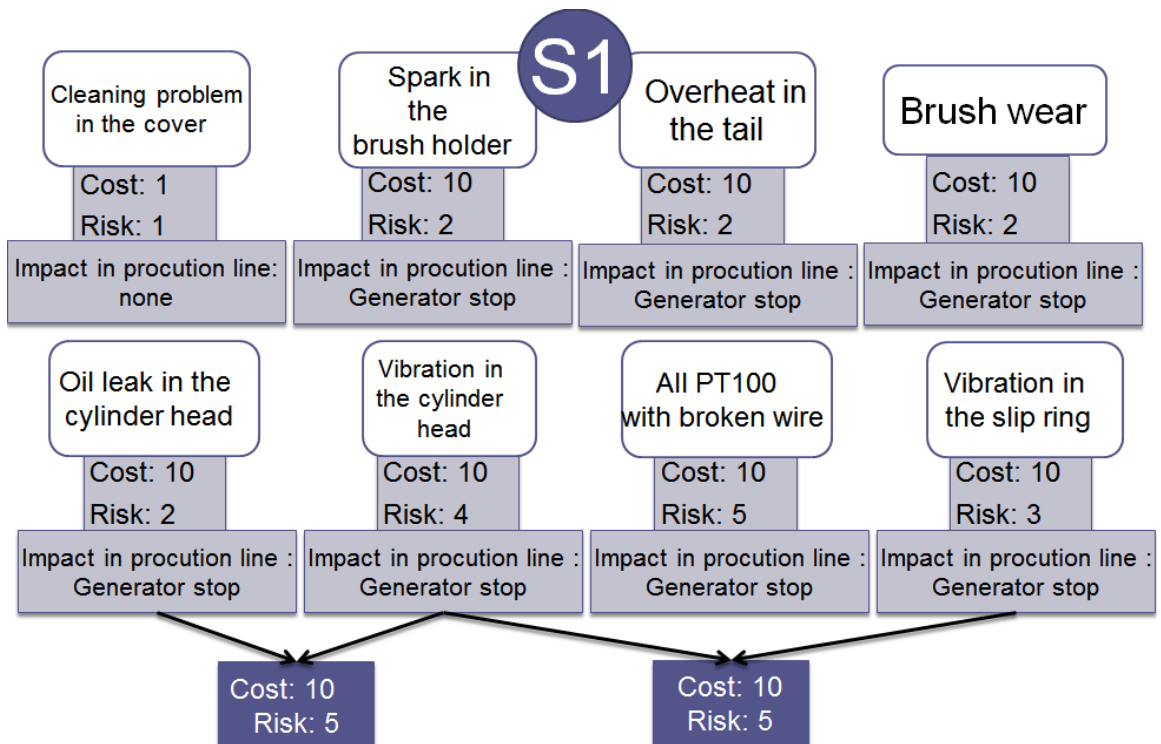 S1
Cleaning problem
in the cover
Cost: 1
Risk: 1
Impact in procution line:
none
Spark in
the
brush holder
Cost: 10
Risk: 2
Impact in procution line :
Generator stop
Overheat in
the tail
Cost: 10
Risk: 2
Impact in procution line :
Generator stop
Brush wear
Cost: 10
Risk: 2
Impact in procution line :
Generator stop
Oil leak in the
cylinder head
Cost: 10
Risk: 2
Impact in procution line :
Generator stop
Vibration in
the cylinder
head
Cost: 10
Risk: 4
Impact in procution line :
Generator stop
All PT100
with broken wire
Cost: 10
Risk: 5
Impact in procution line :
Generator stop
Vibration in
the slip ring
Cost: 10
Risk: 3
Impact in procution line :
Generator stop
Cost: 10
Risk: 5
Cost: 10
Risk: 5